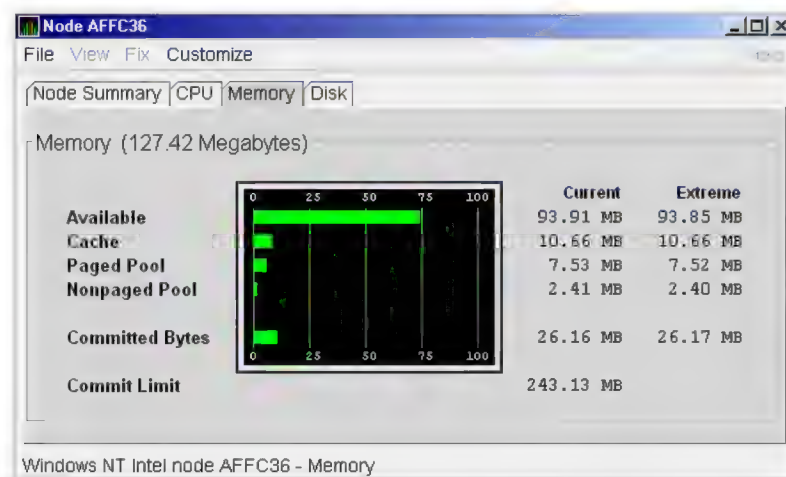 Node AFFC36
File View Fix Customize
Node Summary CPU Memory Disk
Memory (127.42 Megabytes)
0 25 50 75 100
Current Extreme
Available 93.91 MB 93.85 MB
Cache 10.66 MB 10.66 MB
Paged Pool 7.53 MB 7.52 MB
Nonpaged Pool 2.41 MB 2.40 MB
Committed Bytes 26.16 MB 26.17 MB
0 25 50 75 100
Commit Limit 243.13 MB
Windows NT Intel node AFFC36 - Memory